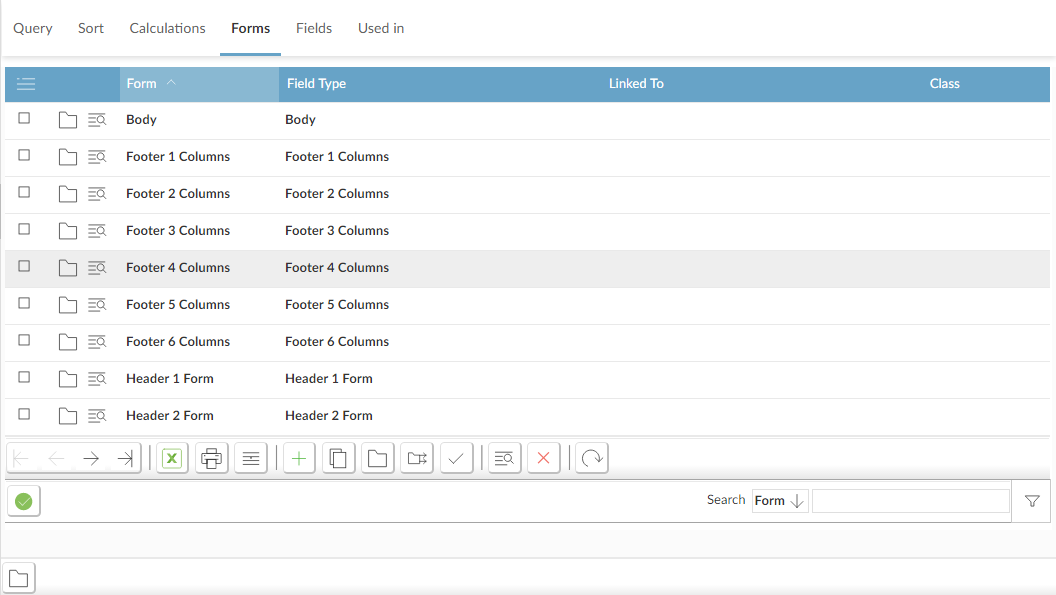 Query Sort Calculations Forms Fields Used in
Form Field Type Linked To Class
Body Body
Footer 1 Columns Footer 1 Columns
Footer 2 Columns Footer 2 Columns
Footer 3 Columns Footer 3 Columns
Footer 4 Columns Footer 4 Columns
Footer 5 Columns Footer 5 Columns
Footer 6 Columns Footer 6 Columns
Header 1 Form Header 1 Form
Header 2 Form Header 2 Form
Search Form